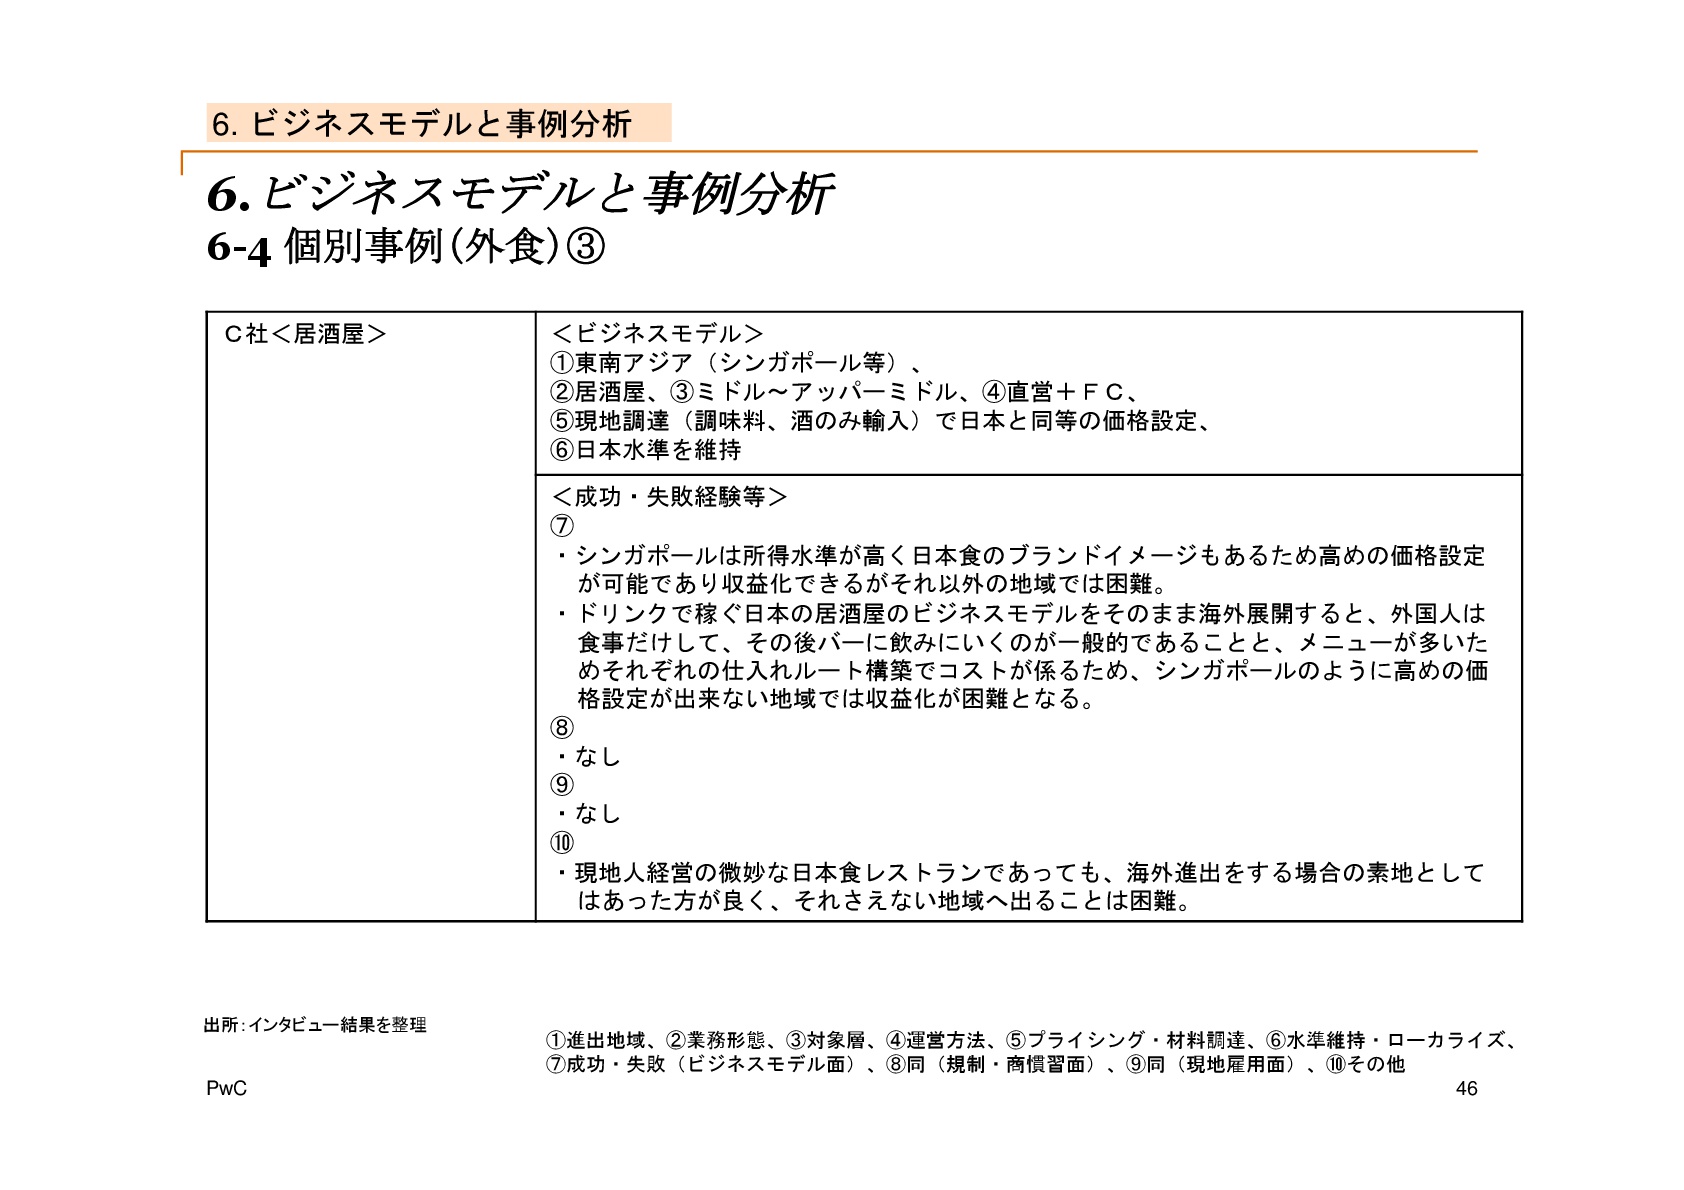 6. ビジネスモデルと事例分析
6. ビジネスモデルと事例分析
6-4 個別事例（外食）③
Ｃ社＜居酒屋＞
＜ビジネスモデル＞
①東南アジア（シンガポール等）、
②居酒屋、③ミドル～アッパーミドル、④直営＋ＦＣ、
⑤現地調達（調味料、酒のみ輸入）で日本と同等の価格設定、
⑥日本水準を維持
＜成功・失敗経験等＞
⑦
・シンガポールは所得水準が高く日本食のブランドイメージもあるため高めの価格設定
が可能であり収益化できるがそれ以外の地域では困難。
・ドリンクで稼ぐ日本の居酒屋のビジネスモデルをそのまま海外展開すると、外国人は
食事だけして、その後バーに飲みにいくのが一般的であることと、メニューが多いた
めそれぞれの仕入れルート構築でコストが係るため、シンガポールのように高めの価
格設定が出来ない地域では収益化が困難となる。
⑧
・なし
⑨
・なし
⑩
・現地人経営の微妙な日本食レストランであっても、海外進出をする場合の素地として
はあった方が良く、それさえない地域へ出ることは困難。
出所：インタビュー結果を整理
①進出地域、②業務形態、③対象層、④運営方法、⑤プライシング・材料調達、⑥水準維持・ローカライズ、
⑦成功・失敗（ビジネスモデル面）、⑧同（規制・商慣習面）、⑨同（現地雇用面）、⑩その他
PwC
46